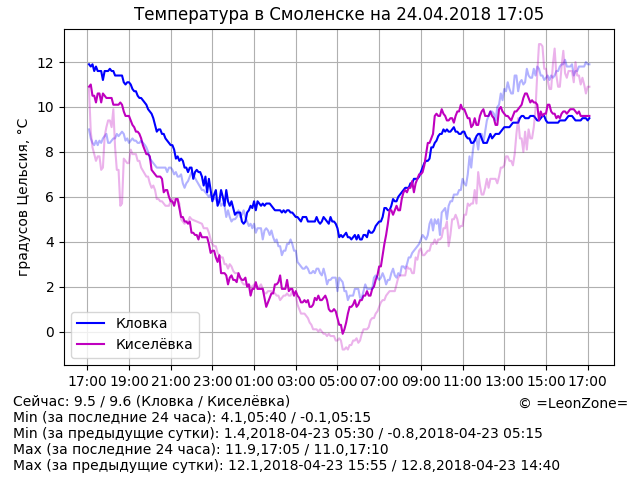 Температура в Смоленске на 24.04.2018 17:05
градусов Цельсия, °C
12
10
8
6
4
2
0
Кловка
Киселёвка
17:00 19:00 21:00 23:00 01:00 03:00 05:00 07:00 09:00 11:00 13:00 15:00 17:00
Сейчас: 9.5 / 9.6 (Кловка / Киселёвка)
© =LeonZone=
Min (за последние 24 часа): 4.1,05:40 / -0.1,05:15
Min (за предыдущие сутки): 1.4,2018-04-23 05:30 / -0.8,2018-04-23 05:15
Max (за последние 24 часа): 11.9,17:05 / 11.0,17:10
Max (за предыдущие сутки): 12.1,2018-04-23 15:55 / 12.8,2018-04-23 14:40